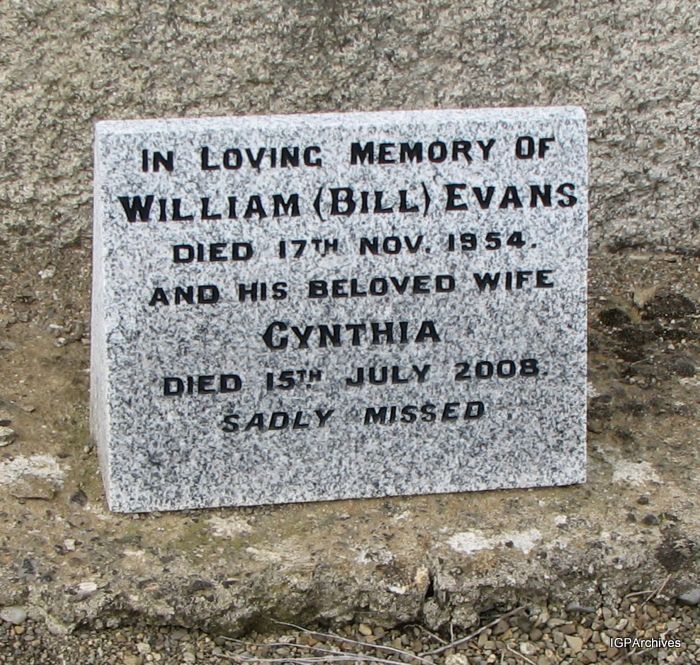 IN LOVING MEMORY OF
WILLIAM (BILL) EVANS
DIED 17TH NOV. 1954.
AND HIS BELOVED WIFE
CYNTHIA
DIED 15TH JULY 2008.
SADLY MISSED
IGPArchives